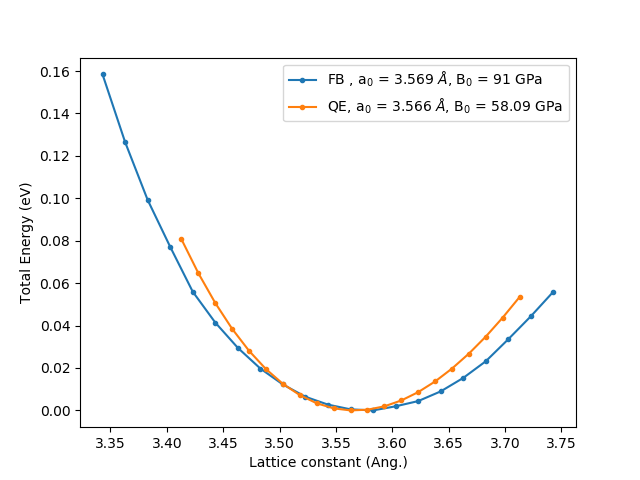 FB , a₀ = 3.569 Å, B₀ = 91 GPa
QE, a₀ = 3.566 Å, B₀ = 58.09 GPa
Total Energy (eV)
0.16
0.14
0.12
0.10
0.08
0.06
0.04
0.02
0.00
3.35 3.40 3.45 3.50 3.55 3.60 3.65 3.70 3.75
Lattice constant (Ang.)